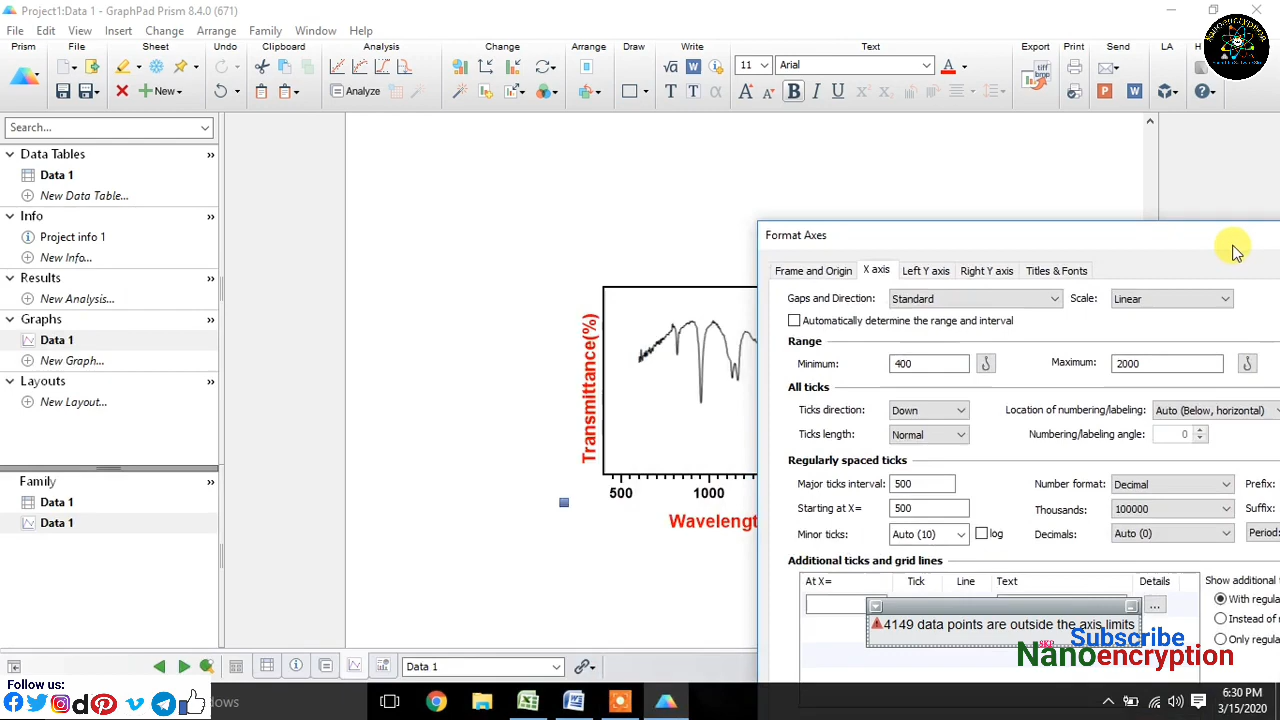 Project1:Data 1 - GraphPad Prism 8.4.0 (671)
File Edit View Insert Change Arrange Family Window Help
Prism File Sheet Undo Clipboard Analysis Change Arrange Draw Write Text Export Print Send LA H
11 Arial A
New Analyze T T α A A B I U tiff bmp
Search...
Data Tables
Data 1
New Data Table...
Info
Project info 1
New Info...
Results
New Analysis...
Graphs
Data 1
New Graph...
Layouts
New Layout...
Family
Data 1
Data 1
Transmittance(%)
500 1000
Wavelengt
Format Axes
Frame and Origin X axis Left Y axis Right Y axis Titles & Fonts
Gaps and Direction: Standard Scale: Linear
Automatically determine the range and interval
Range
Minimum: 400 Maximum: 2000
All ticks
Ticks direction: Down Location of numbering/labeling: Auto (Below, horizontal)
Ticks length: Normal Numbering/labeling angle: 0
Regularly spaced ticks
Major ticks interval: 500 Number format: Decimal Prefix:
Starting at X= 500 Thousands: 100000 Suffix:
Minor ticks: Auto (10) log Decimals: Auto (0) Period:
Additional ticks and grid lines
At X= Tick Line Text Details Show additional
With regula
Instead of
Only regula
4149 data points are outside the axis limits
Subscribe
SKR
Nanoencryption
Data 1
Follow us:
dows
6:30 PM
3/15/2020